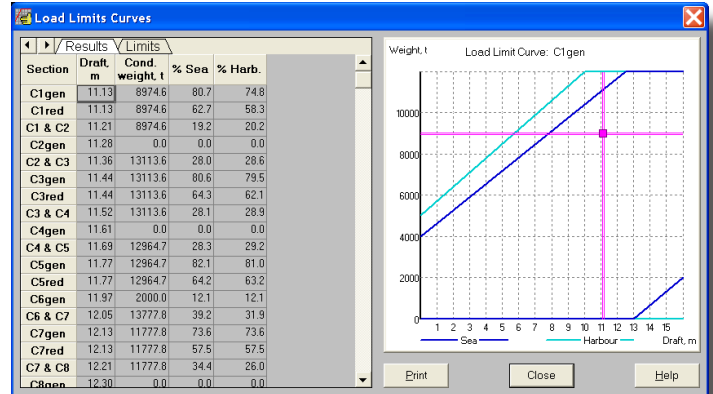 Load Limits Curves
Results Limits
Section Draft, m Cond. weight, t % Sea % Harb.
C1gen 11.13 8974.6 80.7 74.8
C1red 11.13 8974.6 62.7 58.3
C1 & C2 11.21 8974.6 19.2 20.2
C2gen 11.28 0.0 0.0 0.0
C2 & C3 11.36 13113.6 28.0 28.6
C3gen 11.44 13113.6 80.6 79.5
C3red 11.44 13113.6 64.3 62.1
C3 & C4 11.52 13113.6 28.1 28.9
C4gen 11.61 0.0 0.0 0.0
C4 & C5 11.69 12964.7 28.3 29.2
C5gen 11.77 12964.7 82.1 81.0
C5red 11.77 12964.7 64.2 63.2
C6gen 11.97 2000.0 12.1 12.1
C6 & C7 12.05 13777.8 39.2 31.9
C7gen 12.13 11777.8 73.6 73.6
C7red 12.13 11777.8 57.5 57.5
C7 & C8 12.21 11777.8 34.4 26.0
C8gen 12.30 0.0 0.0 0.0
Weight, t Load Limit Curve: C1gen
10000
8000
6000
4000
2000
0
1 2 3 4 5 6 7 8 9 10 11 12 13 14 15
Sea Harbour Draft, m
Print Close Help